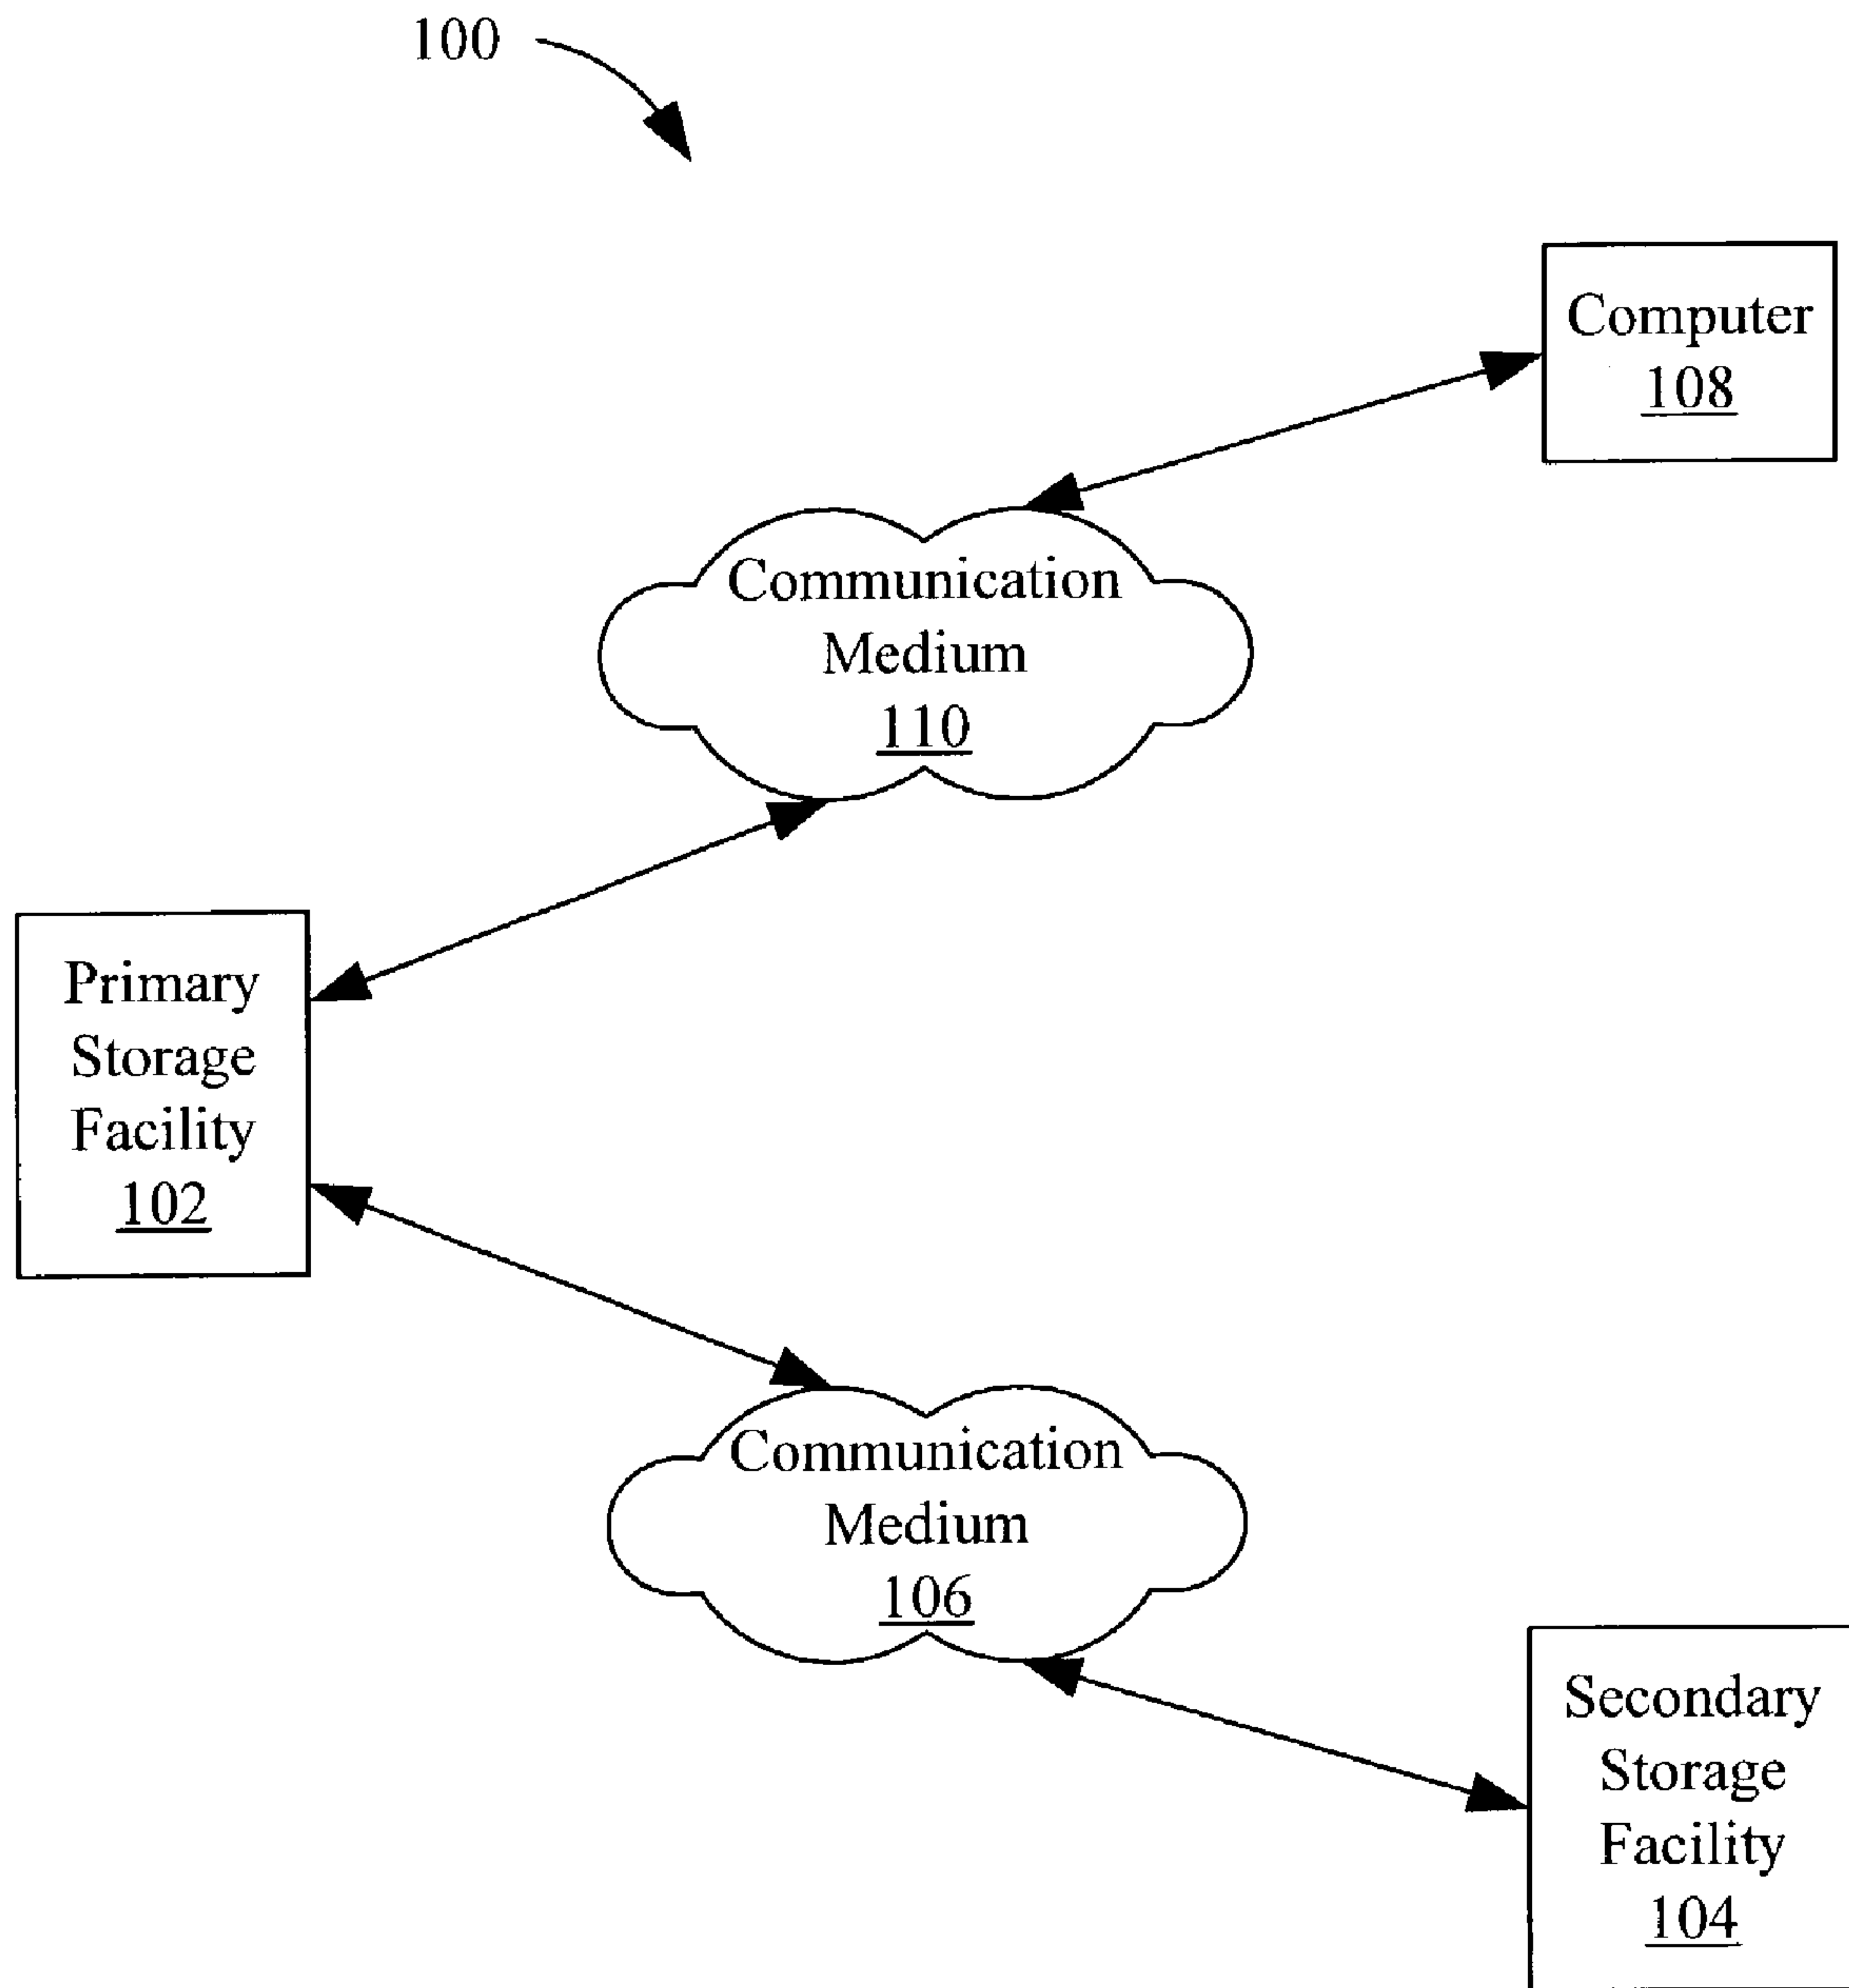 100
Computer
108
Communication
Medium
110
Primary
Storage
Facility
102
Communication
Medium
106
Secondary
Storage
Facility
104